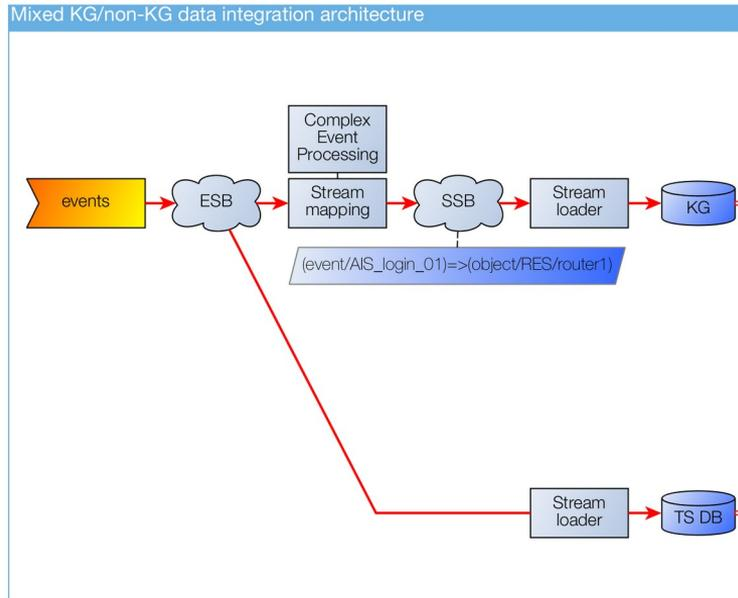 Mixed KG/non-KG data integration architecture
Complex
Event
Processing
events
ESB
Stream
mapping
SSB
Stream
loader
KG
(event/AIS_login_01)=>(object/RES/router1)
Stream
loader
TS DB